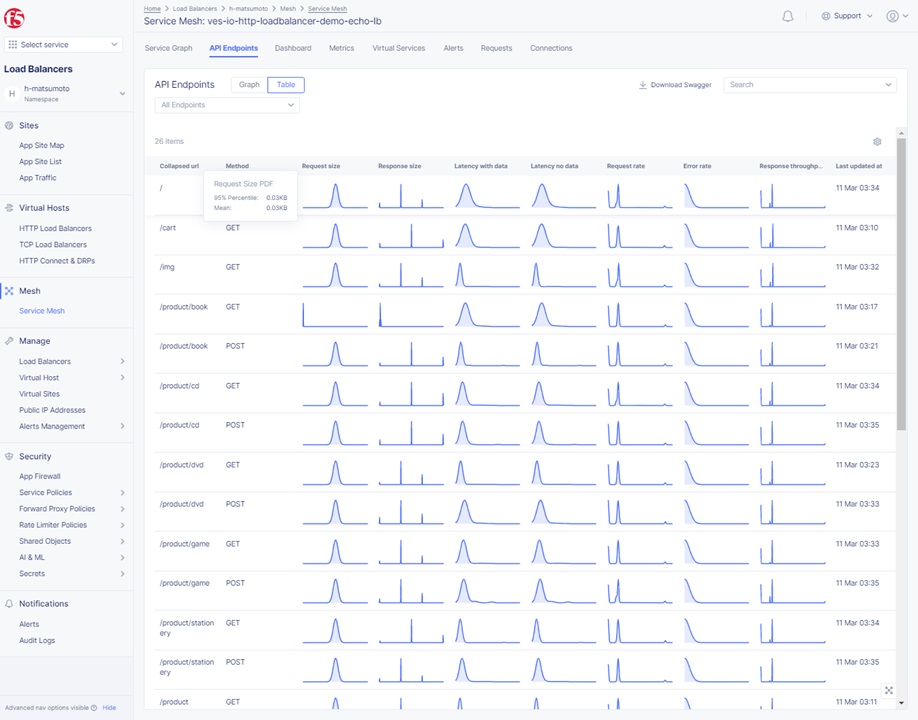 Home > Load Balancers > h-matsumoto > Mesh > Service Mesh
Service Mesh: ves-io-http-loadbalancer-demo-echo-lb
Support
Select service
Load Balancers
H
h-matsumoto
Namespace
Sites
App Site Map
App Site List
App Traffic
Virtual Hosts
HTTP Load Balancers
TCP Load Balancers
HTTP Connect & DRPs
Mesh
Service Mesh
Manage
Load Balancers
Virtual Host
Virtual Sites
Public IP Addresses
Alerts Management
Security
App Firewall
Service Policies
Forward Proxy Policies
Rate Limiter Policies
Shared Objects
AI & ML
Secrets
Notifications
Alerts
Audit Logs
Advanced nav options visible Hide
Service Graph API Endpoints Dashboard Metrics Virtual Services Alerts Requests Connections
API Endpoints Graph Table Download Swagger Search
All Endpoints
26 items
Collapsed url Method Request size Response size Latency with data Latency no data Request rate Error rate Response throughp... Last updated at
/ 11 Mar 03:34
Request Size PDF
95% Percentile: 0.03KB
Mean: 0.03KB
/cart GET 11 Mar 03:10
/img GET 11 Mar 03:32
/product/book GET 11 Mar 03:17
/product/book POST 11 Mar 03:21
/product/cd GET 11 Mar 03:34
/product/cd POST 11 Mar 03:35
/product/dvd GET 11 Mar 03:23
/product/dvd POST 11 Mar 03:33
/product/game GET 11 Mar 03:33
/product/game POST 11 Mar 03:35
/product/station GET 11 Mar 03:34
ery
/product/station POST 11 Mar 03:35
ery
/product GET 11 Mar 03:11